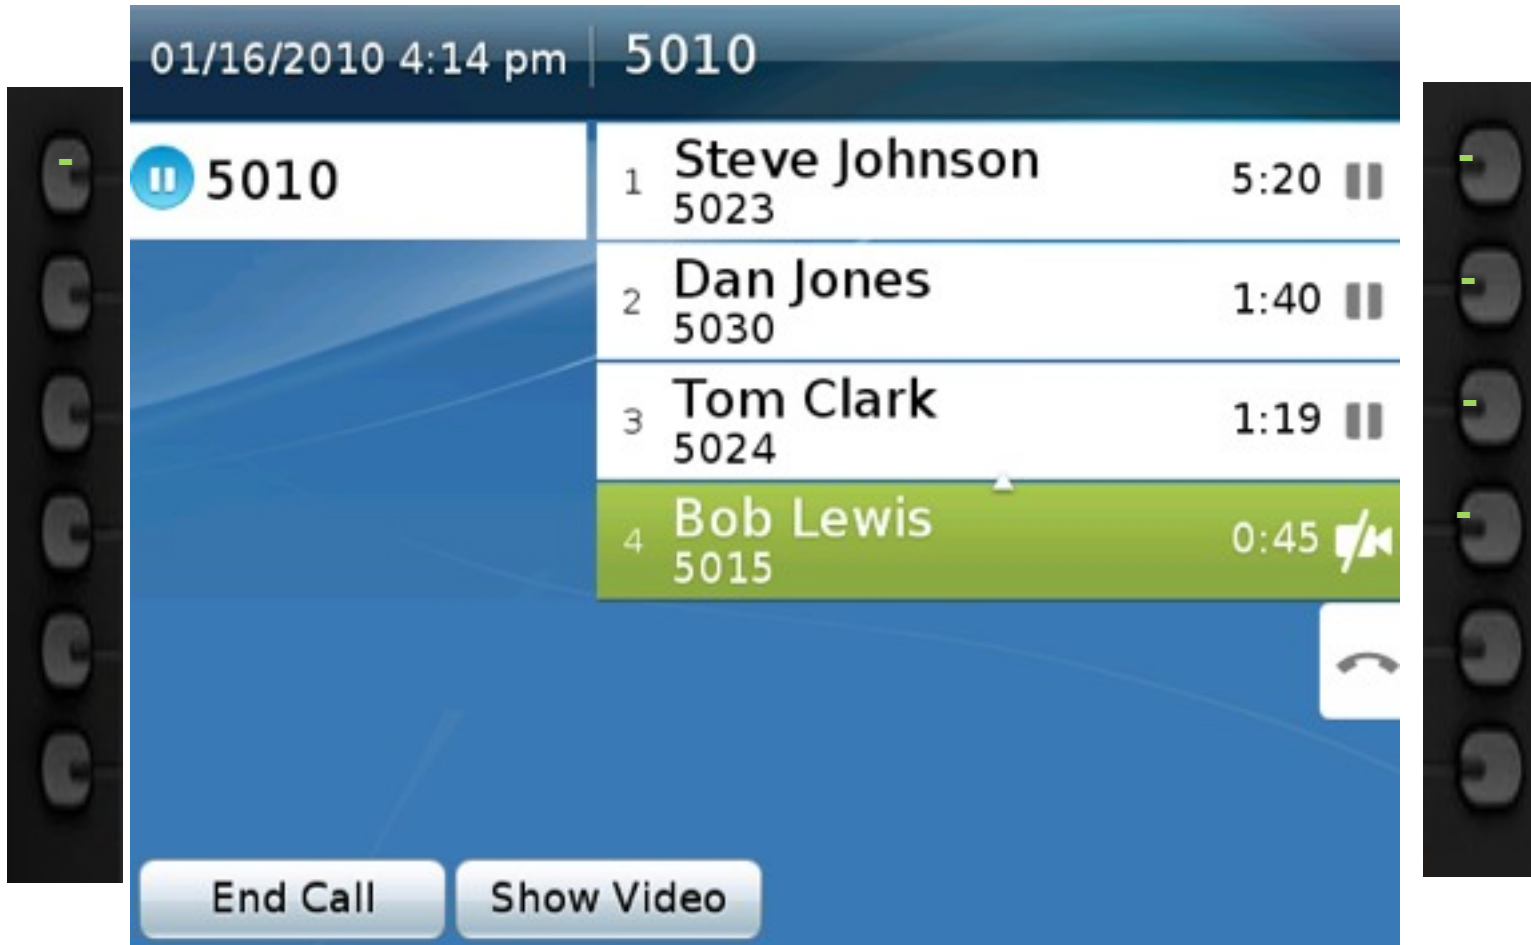 01/16/2010 4:14 pm 5010
5010
1 Steve Johnson 5:20
5023
2 Dan Jones 1:40
5030
3 Tom Clark 1:19
5024
4 Bob Lewis 0:45
5015
End Call Show Video